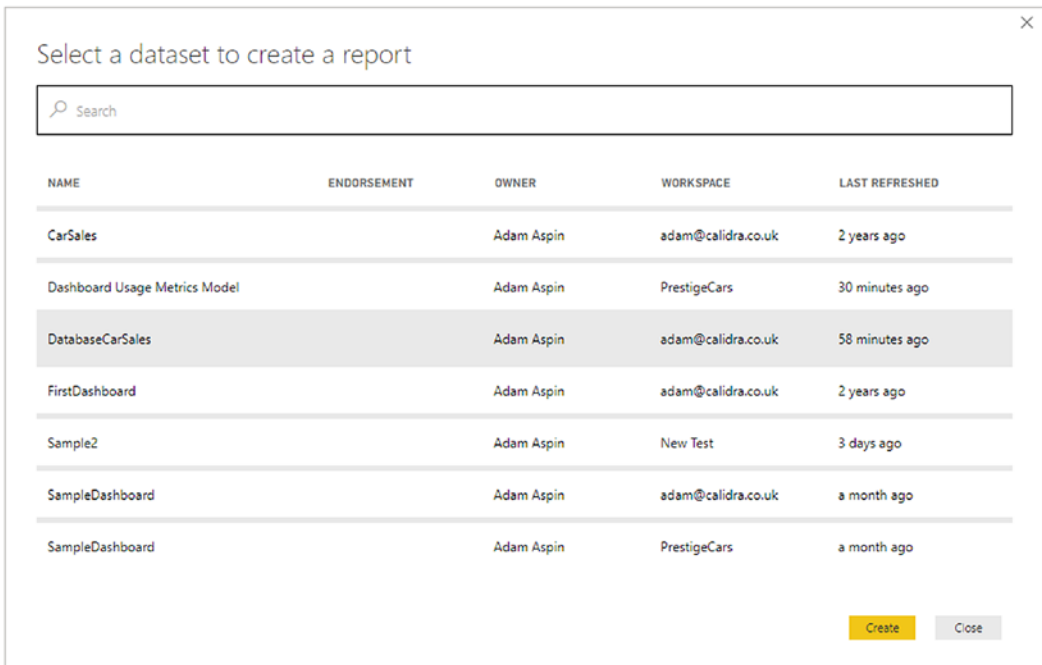 Select a dataset to create a report
Search
NAME ENDORSEMENT OWNER WORKSPACE LAST REFRESHED
CarSales Adam Aspin adam@calidra.co.uk 2 years ago
Dashboard Usage Metrics Model Adam Aspin PrestigeCars 30 minutes ago
DatabaseCarSales Adam Aspin adam@calidra.co.uk 58 minutes ago
FirstDashboard Adam Aspin adam@calidra.co.uk 2 years ago
Sample2 Adam Aspin New Test 3 days ago
SampleDashboard Adam Aspin adam@calidra.co.uk a month ago
SampleDashboard Adam Aspin PrestigeCars a month ago
Create Close